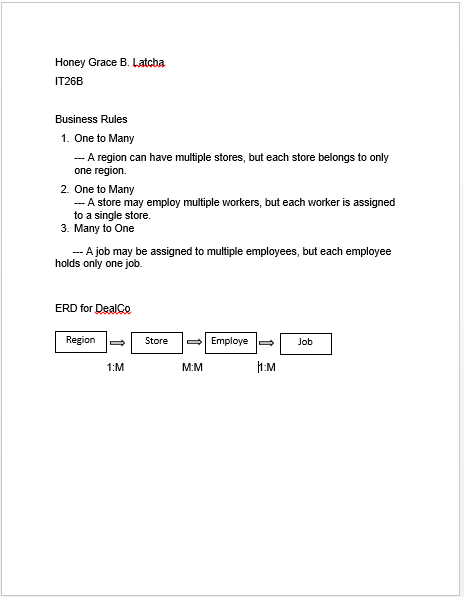 Honey Grace B. Latcha
IT26B
Business Rules
1. One to Many
--- A region can have multiple stores, but each store belongs to only
one region.
2. One to Many
--- A store may employ multiple workers, but each worker is assigned
to a single store.
3. Many to One
--- A job may be assigned to multiple employees, but each employee
holds only one job.
ERD for DealCo
Region Store Employe Job
1:M M:M 1:M